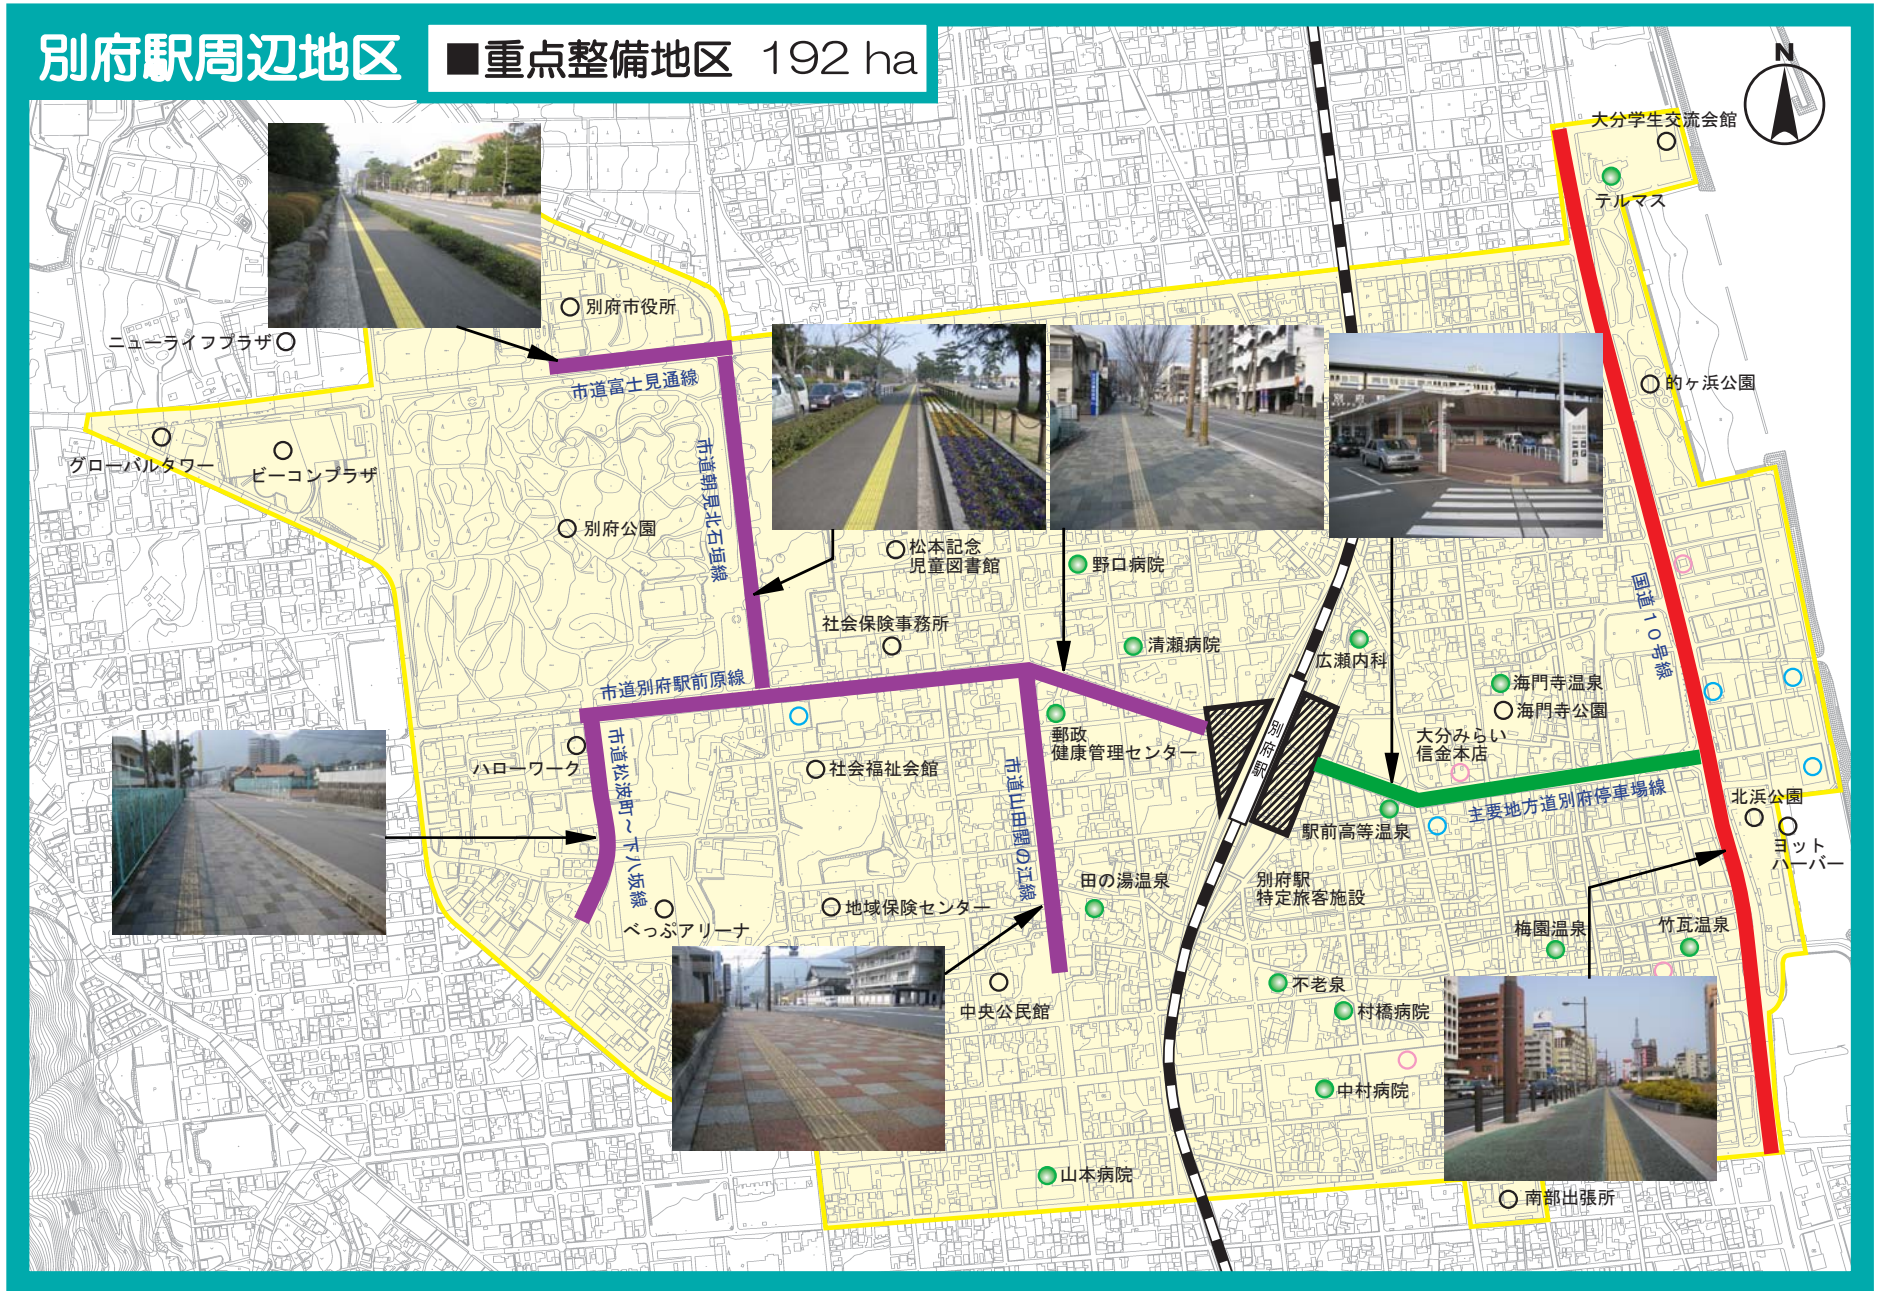 別府駅周辺地区
■重点整備地区 192 ha
N
大分学生交流会館
テルマス
別府市役所
ニューライフプラザ
市道富士見通線
的ヶ浜公園
グローバルタワー
ビーコンプラザ
市道朝見北石垣線
別府公園
松本記念
児童図書館
野口病院
国道10号線
社会保険事務所
清瀬病院
広瀬内科
市道別府駅前原線
海門寺温泉
海門寺公園
郵政
健康管理センター
別府駅
大分みらい
信金本店
ハローワーク
市道松波町~下八坂線
社会福祉会館
市道山田関の江線
主要地方道別府停車場線
北浜公園
ヨット
ハーバー
駅前高等温泉
田の湯温泉
別府駅
特定旅客施設
べっぷアリーナ
地域保険センター
梅園温泉
竹瓦温泉
中央公民館
不老泉
村橋病院
中村病院
山本病院
南部出張所